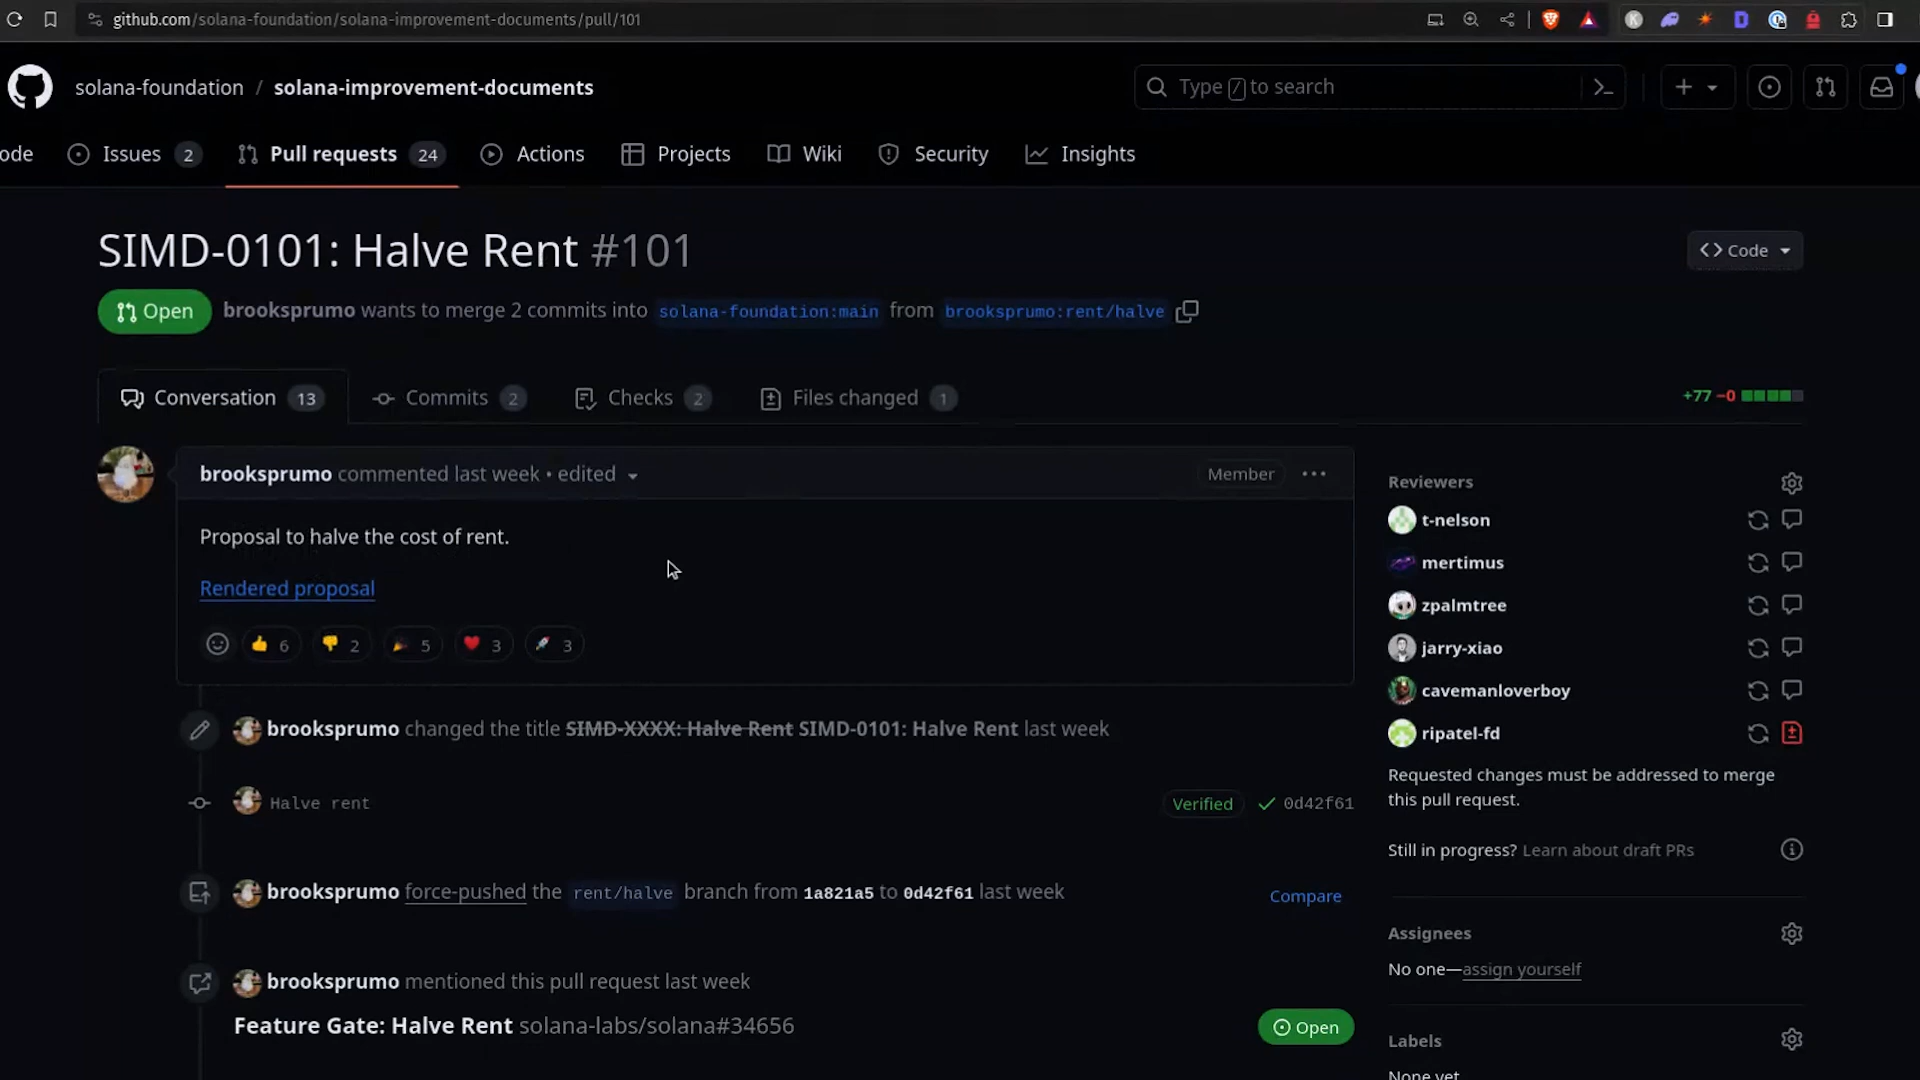 github.com/solana-foundation/solana-improvement-documents/pull/101
solana-foundation / solana-improvement-documents
Type / to search
ode Issues 2 Pull requests 24 Actions Projects Wiki Security Insights
SIMD-0101: Halve Rent #101
<> Code
Open brooksprumo wants to merge 2 commits into solana-foundation:main from brooksprumo:rent/halve
Conversation 13 Commits 2 Checks 2 Files changed 1
+77 −0
brooksprumo commented last week • edited
Member
Proposal to halve the cost of rent.
Rendered proposal
6 2 5 3 3
brooksprumo changed the title SIMD-XXXX: Halve Rent SIMD-0101: Halve Rent last week
Halve rent
Verified 0d42f61
brooksprumo force-pushed the rent/halve branch from 1a821a5 to 0d42f61 last week
Compare
brooksprumo mentioned this pull request last week
Feature Gate: Halve Rent solana-labs/solana#34656
Open
Reviewers
t-nelson
mertimus
zpalmtree
jarry-xiao
cavemanloverboy
ripatel-fd
Requested changes must be addressed to merge
this pull request.
Still in progress? Learn about draft PRs
Assignees
No one—assign yourself
Labels
None yet